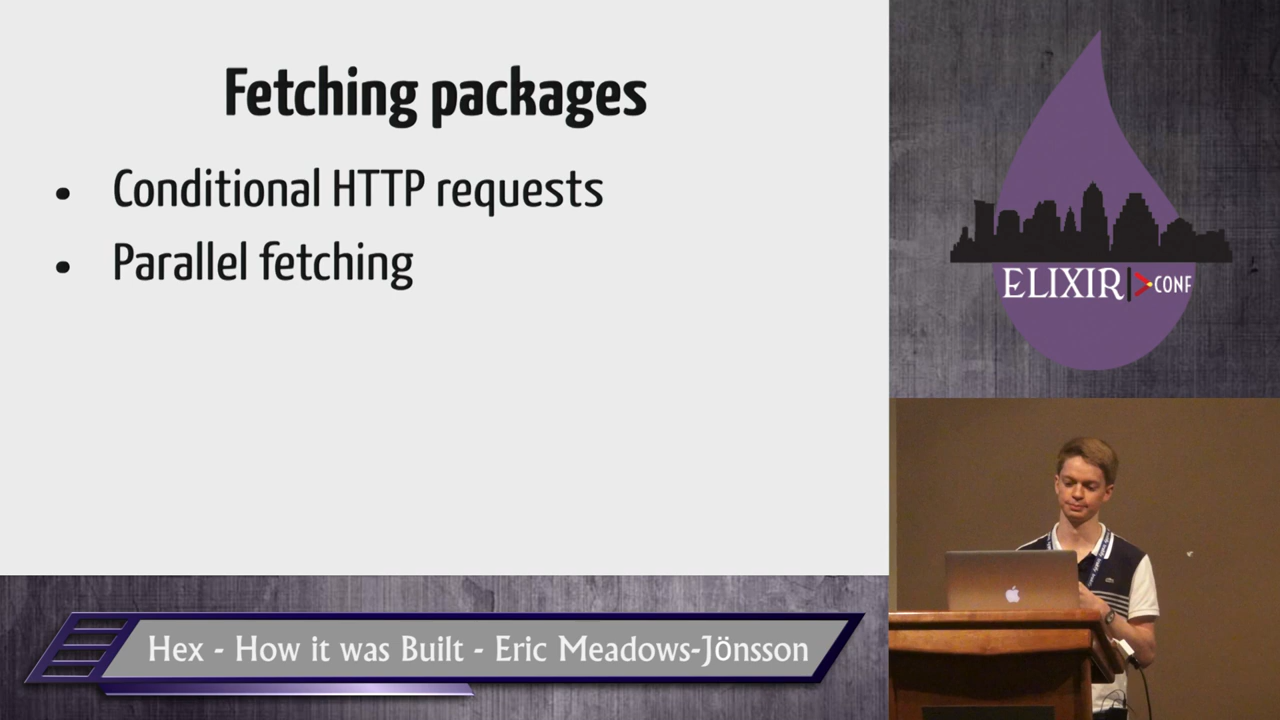 Fetching packages
• Conditional HTTP requests
• Parallel fetching
ELIXIR|>CONF
Hex - How it was Built - Eric Meadows-Jönsson